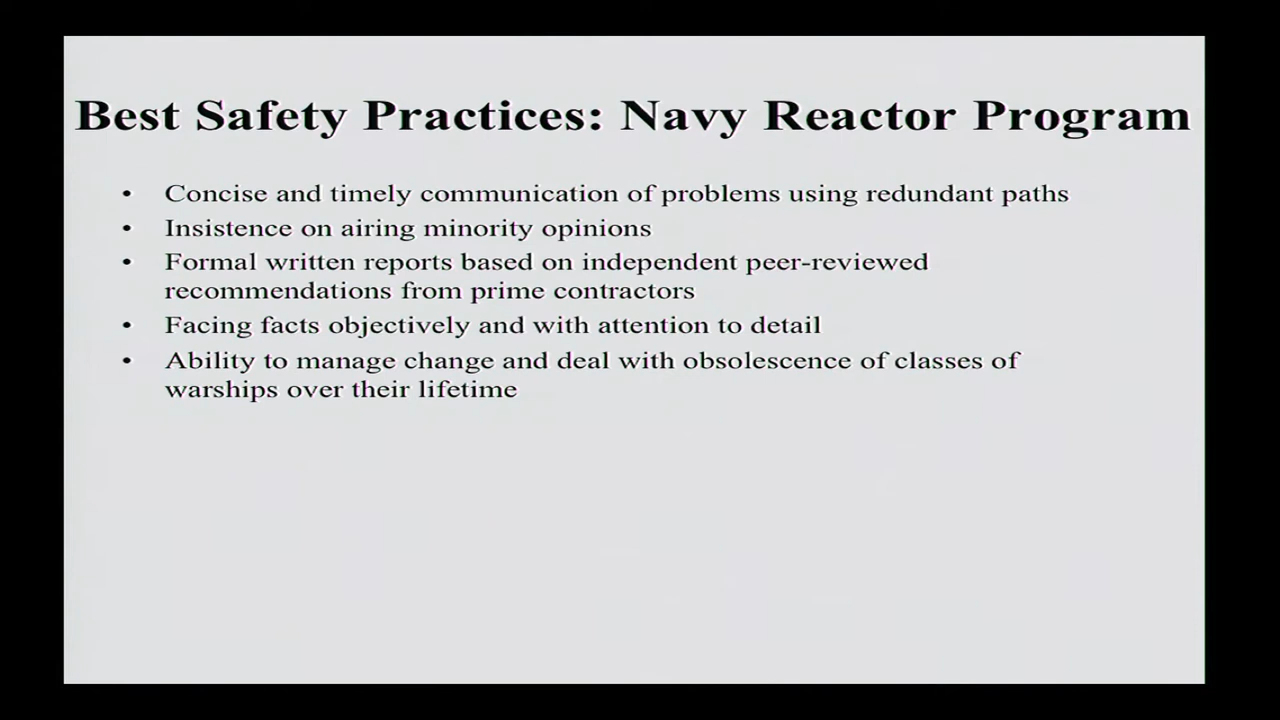 Best Safety Practices: Navy Reactor Program
• Concise and timely communication of problems using redundant paths
• Insistence on airing minority opinions
• Formal written reports based on independent peer-reviewed
recommendations from prime contractors
• Facing facts objectively and with attention to detail
• Ability to manage change and deal with obsolescence of classes of
warships over their lifetime